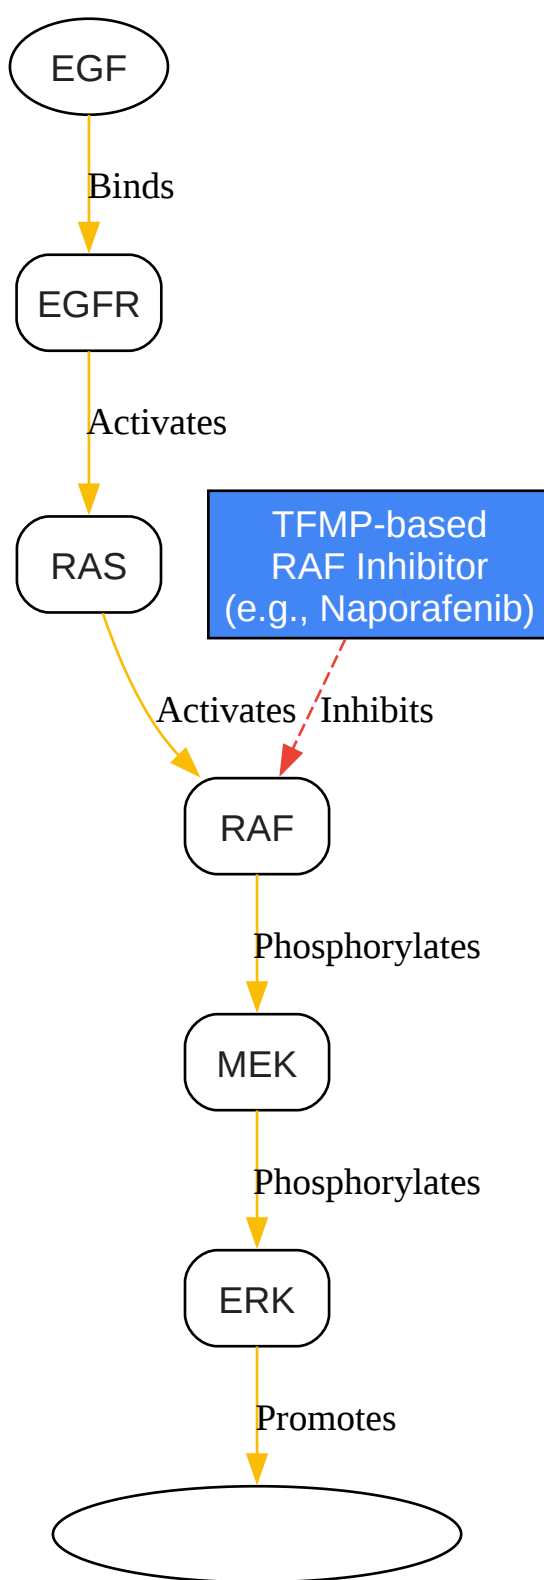 EGF
Binds
EGFR
Activates
RAS
TFMP-based
RAF Inhibitor
(e.g., Naporafenib)
Activates
Inhibits
RAF
Phosphorylates
MEK
Phosphorylates
ERK
Promotes